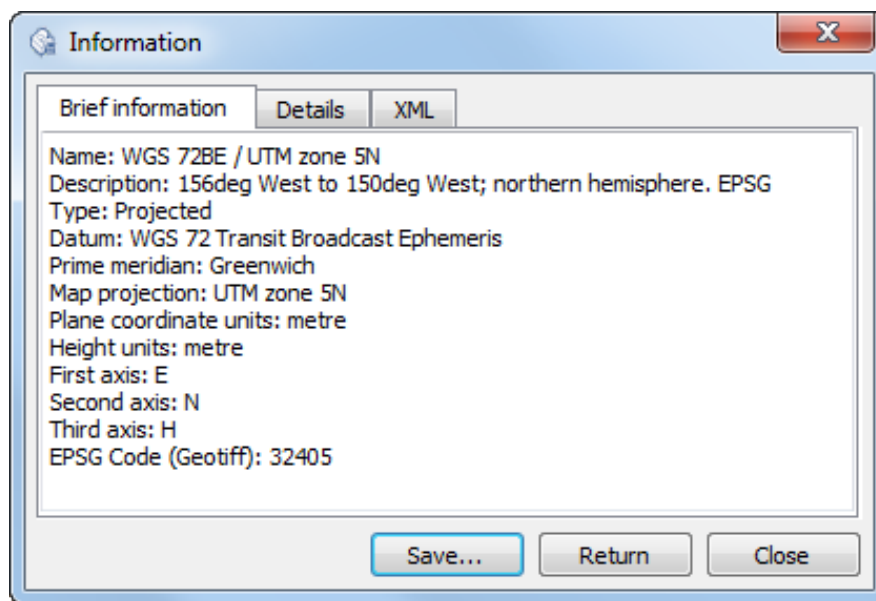 Information
Brief information Details XML
Name: WGS 72BE / UTM zone 5N
Description: 156deg West to 150deg West; northern hemisphere. EPSG
Type: Projected
Datum: WGS 72 Transit Broadcast Ephemeris
Prime meridian: Greenwich
Map projection: UTM zone 5N
Plane coordinate units: metre
Height units: metre
First axis: E
Second axis: N
Third axis: H
EPSG Code (Geotiff): 32405
Save... Return Close